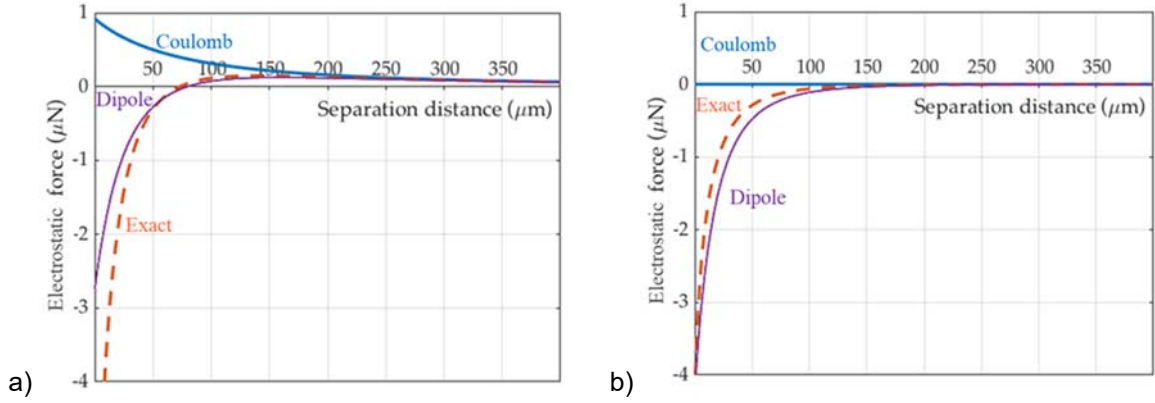 1
Coulomb
50 100 150 200 250 300 350
0
Dipole
Separation distance (μm)
-1
Exact
-2
-3
-4
Electrostatic force (μN)
a)
1
Coulomb
50 100 150 200 250 300 350
0
Exact
Separation distance (μm)
-1
Dipole
-2
-3
-4
Electrostatic force (μN)
b)